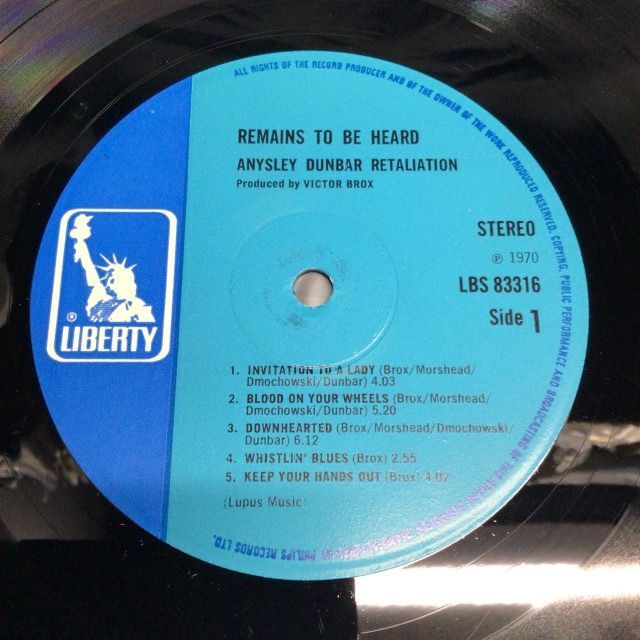 ALL RIGHTS OF THE RECORD PRODUCER AND OF THE OWNER OF THE WORK REPRODUCED RESERVED. COPYING, PUBLIC PERFORMANCE AND BROADCASTING OF THIS
BY PHILIPS RECORDS LTD.
REMAINS TO BE HEARD
ANYSLEY DUNBAR RETALIATION
Produced by VICTOR BROX
STEREO
℗ 1970
LBS 83316
Side 1
®
LIBERTY
1. INVITATION TO A LADY (Brox/Morshead/
Dmochowski/Dunbar) 4.03
2. BLOOD ON YOUR WHEELS (Brox/Morshead/
Dmochowski/Dunbar) 5.20
3. DOWNHEARTED (Brox/Morshead/Dmochowski/
Dunbar) 6.12
4. WHISTLIN' BLUES (Brox) 2.55
5. KEEP YOUR HANDS OUT (Brox) 4.02
(Lupus Music)